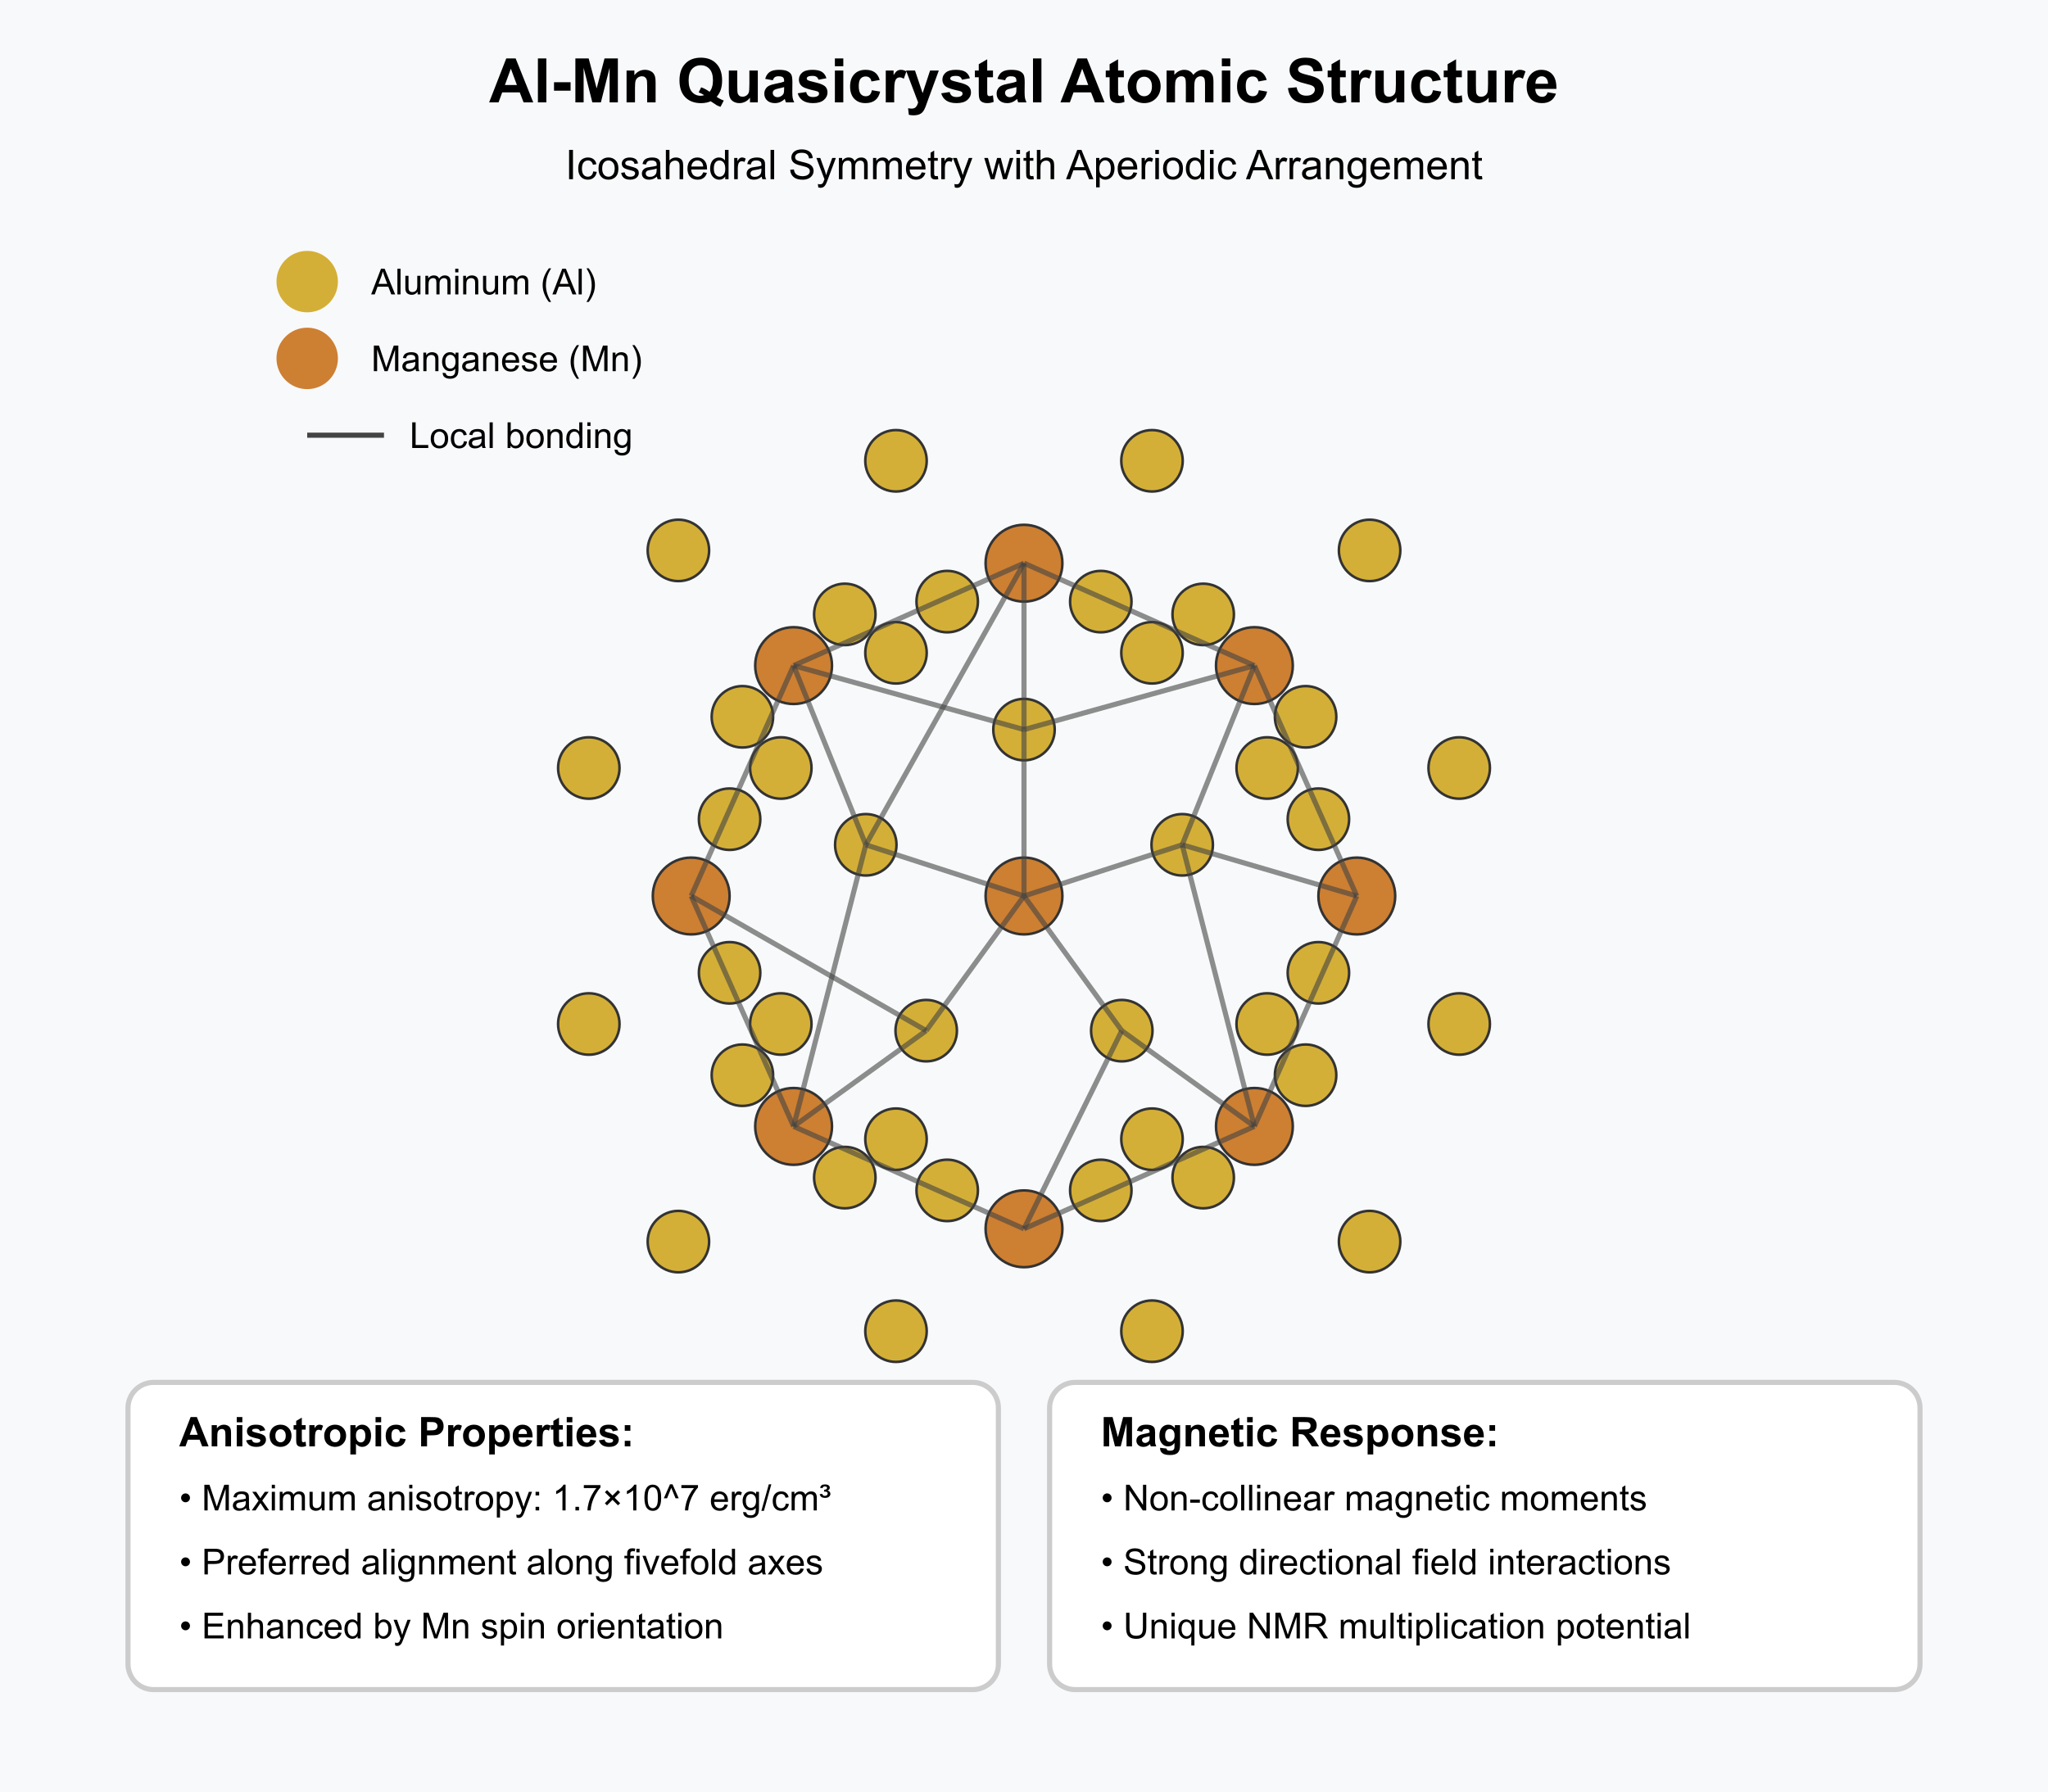 Al-Mn Quasicrystal Atomic Structure
Icosahedral Symmetry with Aperiodic Arrangement
Aluminum (Al)
Manganese (Mn)
Local bonding
Anisotropic Properties:
• Maximum anisotropy: 1.7×10^7 erg/cm³
• Preferred alignment along fivefold axes
• Enhanced by Mn spin orientation
Magnetic Response:
• Non-collinear magnetic moments
• Strong directional field interactions
• Unique NMR multiplication potential